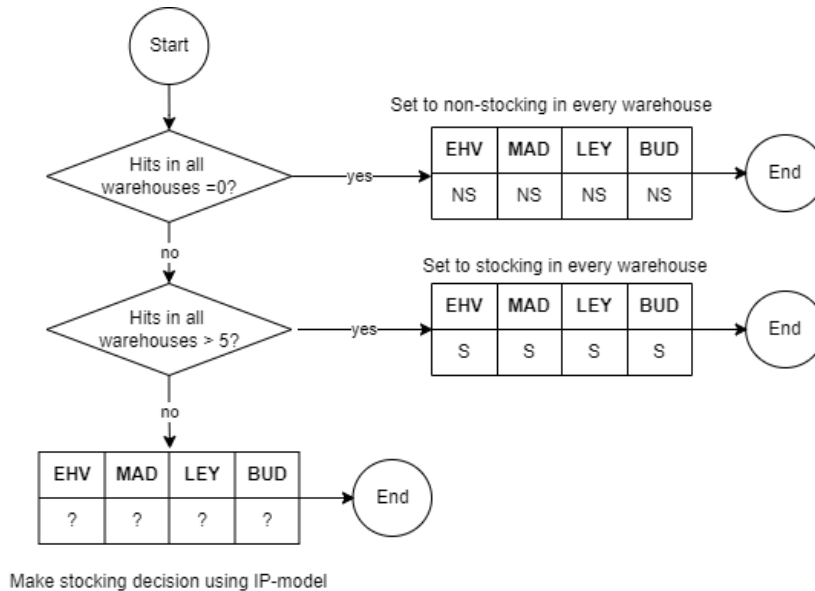 Start
Set to non-stocking in every warehouse
Hits in all
warehouses =0?
yes
EHV MAD LEY BUD
NS NS NS NS
End
no
Set to stocking in every warehouse
Hits in all
warehouses > 5?
yes
EHV MAD LEY BUD
S S S S
End
no
EHV MAD LEY BUD
? ? ? ?
End
Make stocking decision using IP-model